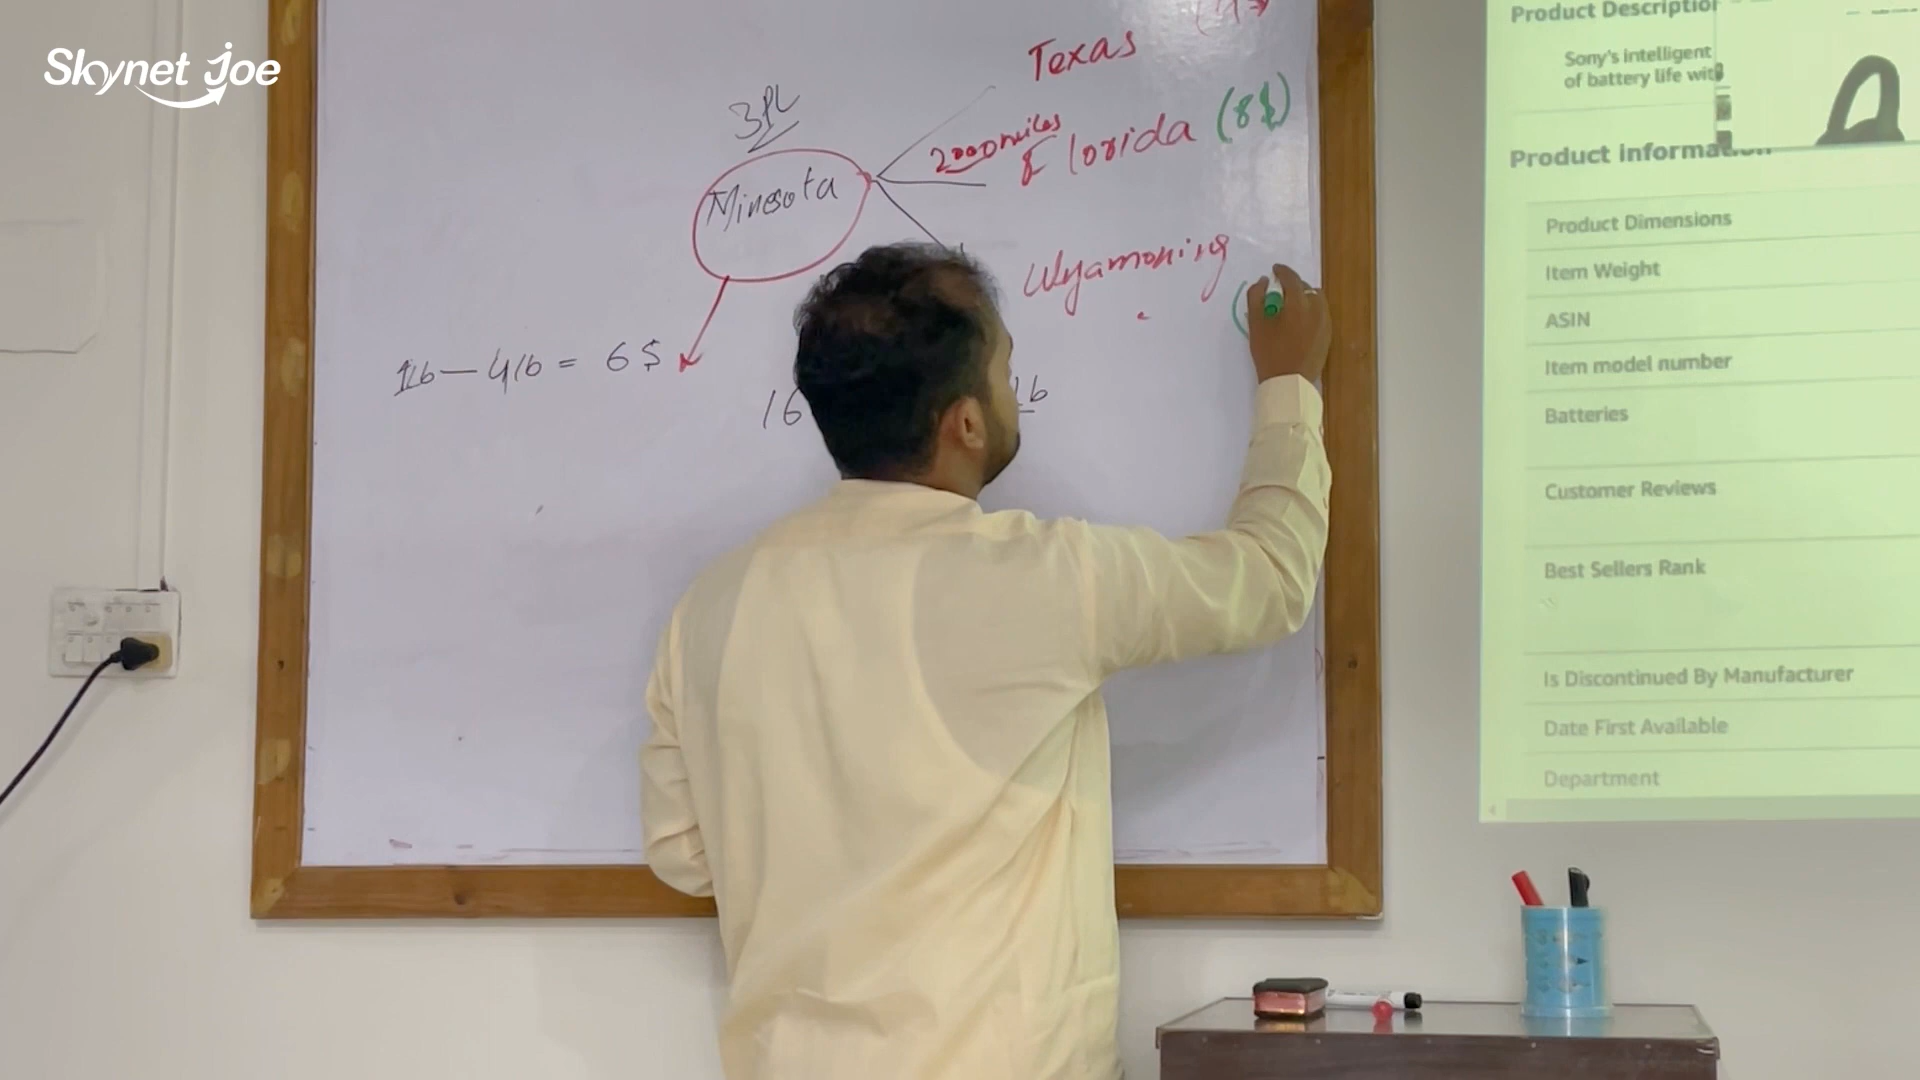 Skynet Joe
3PL
Minesota
Texas
2000 miles
Florida (8$)
Wyamoning
1lb — 4lb = 6$
16
lb
Product Description
Sony's intelligent
of battery life with
Product information
Product Dimensions
Item Weight
ASIN
Item model number
Batteries
Customer Reviews
Best Sellers Rank
Is Discontinued By Manufacturer
Date First Available
Department